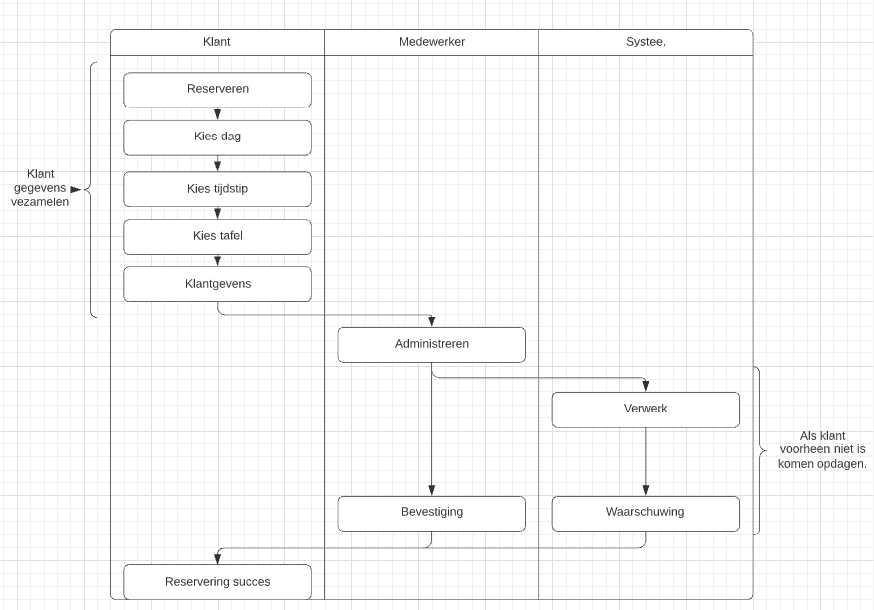 Klant
Medewerker
Systee,
Reserveren
Kies dag
Kies tijdstip
Kies tafel
Klantgevens
Klant
gegevens
vezamelen
Administreren
Verwerk
Als klant
voorheen niet is
komen opdagen.
Bevestiging
Waarschuwing
Reservering succes